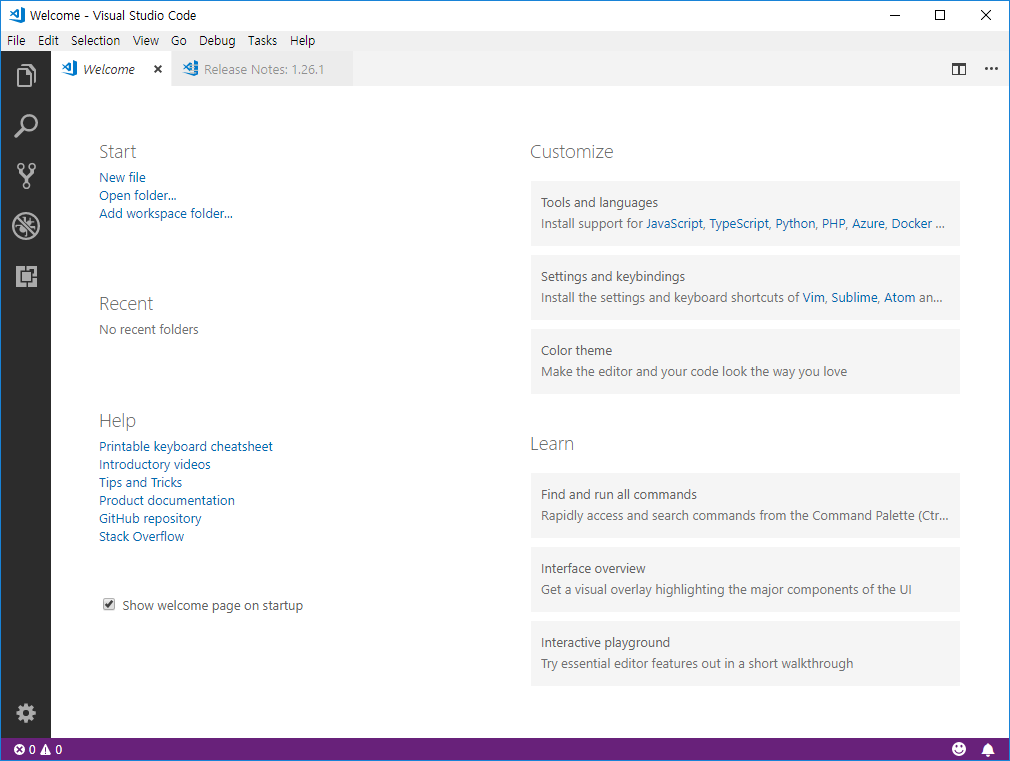 Welcome - Visual Studio Code
File Edit Selection View Go Debug Tasks Help
Welcome
Release Notes: 1.26.1
Start
New file
Open folder...
Add workspace folder...
Recent
No recent folders
Help
Printable keyboard cheatsheet
Introductory videos
Tips and Tricks
Product documentation
GitHub repository
Stack Overflow
Show welcome page on startup
Customize
Tools and languages
Install support for JavaScript, TypeScript, Python, PHP, Azure, Docker ...
Settings and keybindings
Install the settings and keyboard shortcuts of Vim, Sublime, Atom an...
Color theme
Make the editor and your code look the way you love
Learn
Find and run all commands
Rapidly access and search commands from the Command Palette (Ctr...
Interface overview
Get a visual overlay highlighting the major components of the UI
Interactive playground
Try essential editor features out in a short walkthrough
0 0